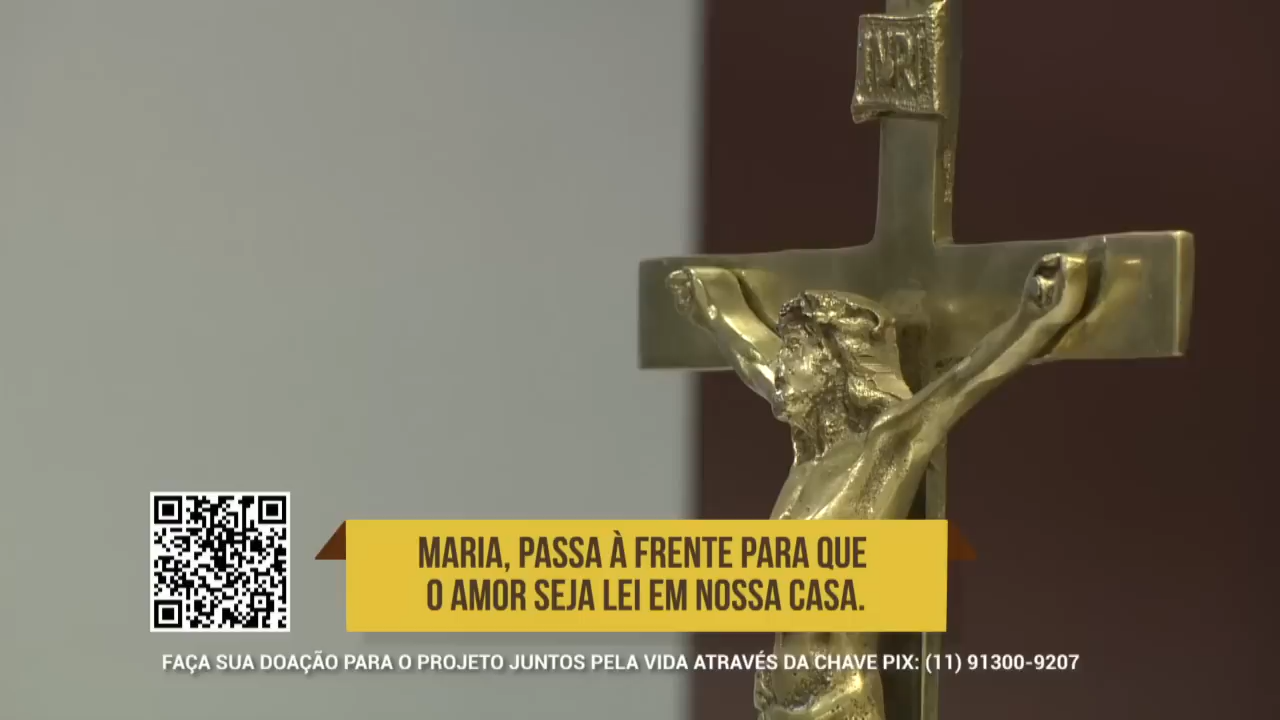 INRI
MARIA, PASSA À FRENTE PARA QUE
O AMOR SEJA LEI EM NOSSA CASA.
FAÇA SUA DOAÇÃO PARA O PROJETO JUNTOS PELA VIDA ATRAVÉS DA CHAVE PIX: (11) 91300-9207